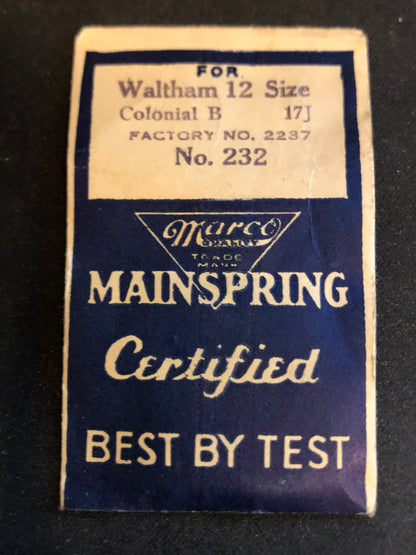 FOR
Waltham 12 Size
Colonial B 17J
FACTORY NO. 2237
No. 232
Marco
QUALITY
TRADE
MARK
MAINSPRING
Certified
BEST BY TEST